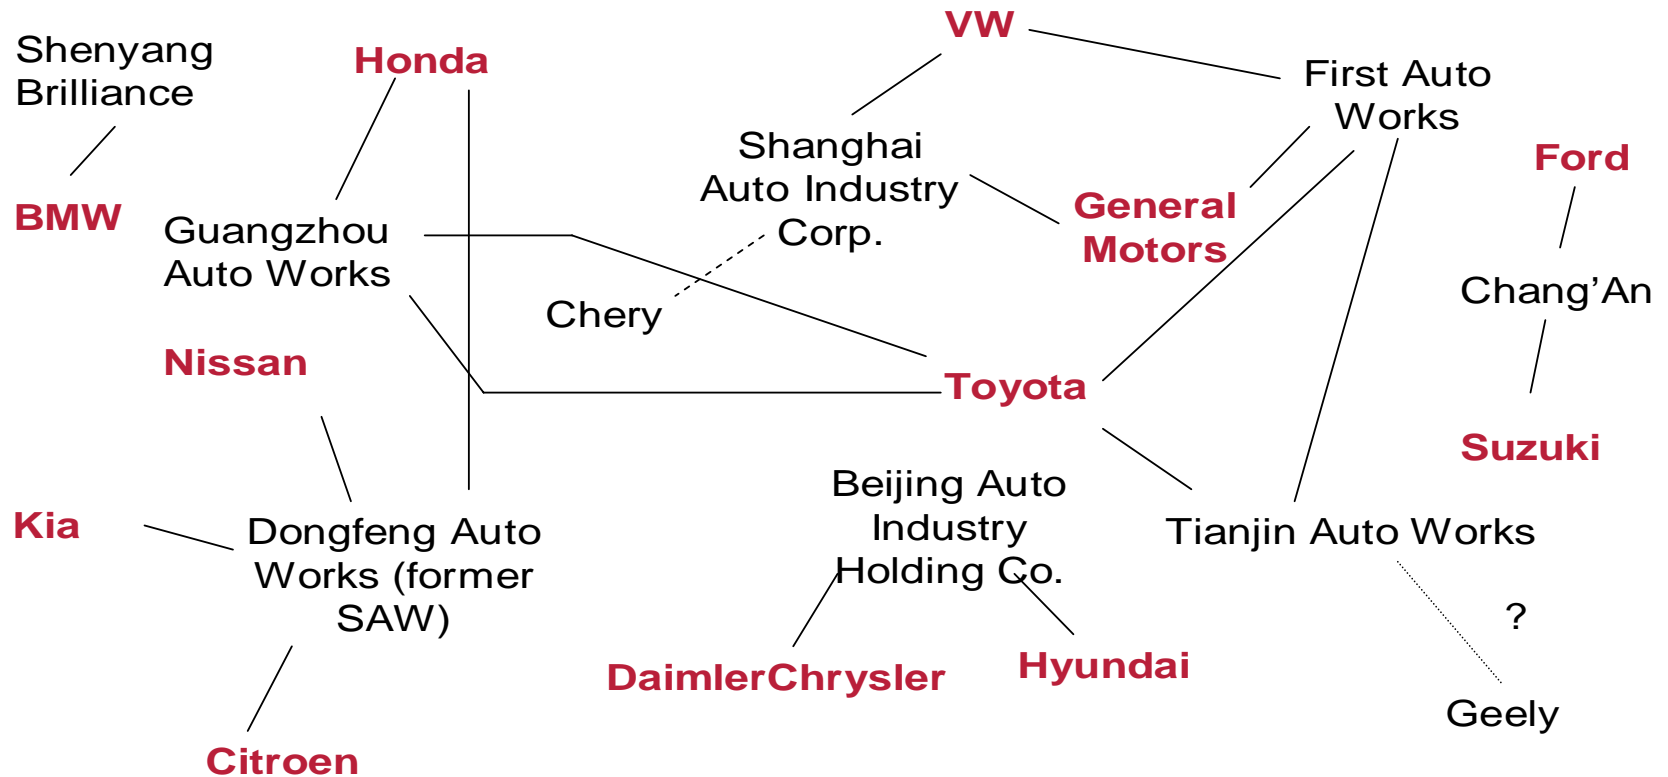 VW
Shenyang
Brilliance
Honda
First Auto
Works
Shanghai
Auto Industry
Corp.
Ford
BMW
General
Motors
Guangzhou
Auto Works
Chang’An
Chery
Nissan
Toyota
Suzuki
Beijing Auto
Industry
Holding Co.
Kia
Dongfeng Auto
Works (former
SAW)
Tianjin Auto Works
?
DaimlerChrysler
Hyundai
Geely
Citroen